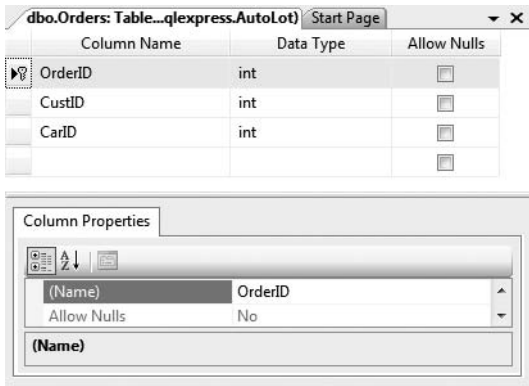 dbo.Orders: Table...qlexpress.AutoLot) Start Page
Column Name Data Type Allow Nulls
OrderID int
CustID int
CarID int
Column Properties
(Name) OrderID
Allow Nulls No
(Name)